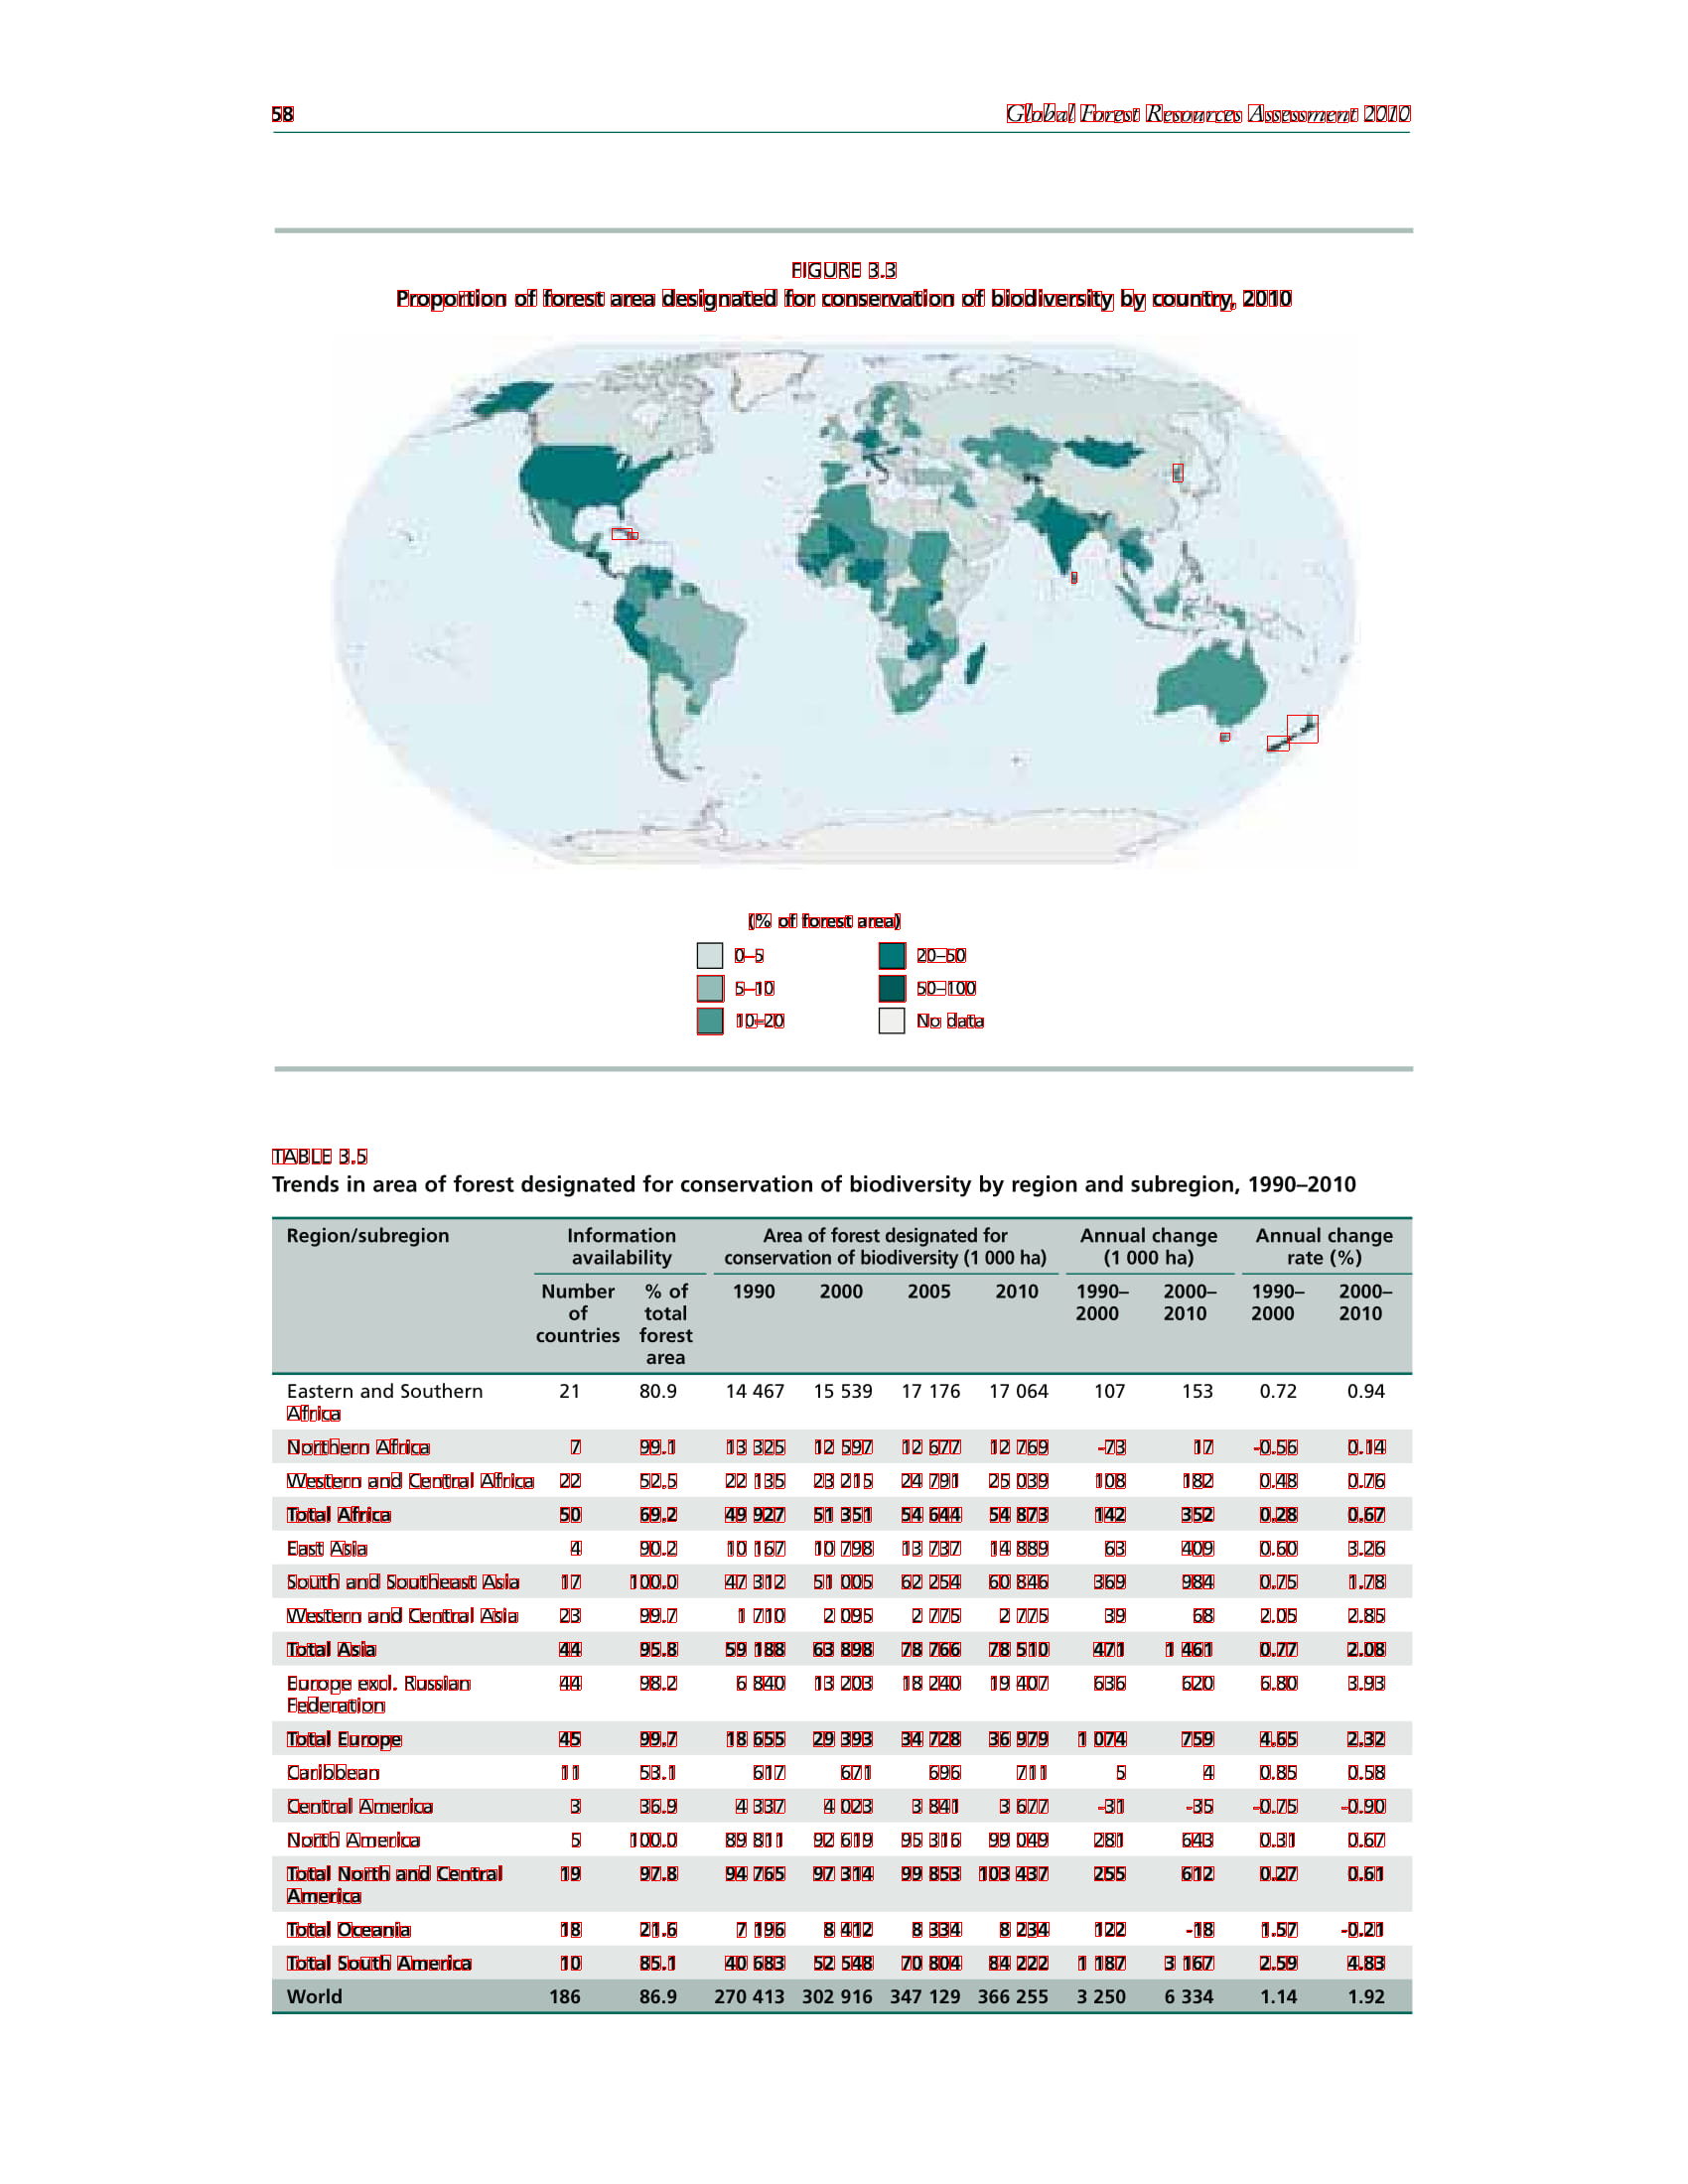 58
Global Forest Resources Assessment 2010
FIGURE 3.3
Proportion of forest area designated for conservation of biodiversity by country, 2010
(% of forest area)
0–5
20–50
5–10
50–100
10–20
No data
TABLE 3.5
Trends in area of forest designated for conservation of biodiversity by region and subregion, 1990–2010
Region/subregion Information availability Area of forest designated for conservation of biodiversity (1 000 ha) Annual change (1 000 ha) Annual change rate (%)
Number of countries % of total forest area 1990 2000 2005 2010 1990–2000 2000–2010 1990–2000 2000–2010
Eastern and Southern Africa 21 80.9 14 467 15 539 17 176 17 064 107 153 0.72 0.94
Northern Africa 7 99.1 13 325 12 597 12 677 12 769 -73 17 -0.56 0.14
Western and Central Africa 22 52.5 22 135 23 215 24 791 25 039 108 182 0.48 0.76
Total Africa 50 69.2 49 927 51 351 54 644 54 873 142 352 0.28 0.67
East Asia 4 90.2 10 167 10 798 13 737 14 889 63 409 0.60 3.26
South and Southeast Asia 17 100.0 47 312 51 005 62 254 60 846 369 984 0.75 1.78
Western and Central Asia 23 99.7 1 710 2 095 2 775 2 775 39 68 2.05 2.85
Total Asia 44 95.8 59 188 63 898 78 766 78 510 471 1 461 0.77 2.08
Europe excl. Russian Federation 44 98.2 6 840 13 203 18 240 19 407 636 620 6.80 3.93
Total Europe 45 99.7 18 655 29 393 34 728 36 979 1 074 759 4.65 2.32
Caribbean 11 53.1 617 671 696 711 5 4 0.85 0.58
Central America 3 36.9 4 337 4 023 3 841 3 677 -31 -35 -0.75 -0.90
North America 5 100.0 89 811 92 619 95 316 99 049 281 643 0.31 0.67
Total North and Central America 19 97.8 94 765 97 314 99 853 103 437 255 612 0.27 0.61
Total Oceania 18 21.6 7 196 8 412 8 334 8 234 122 -18 1.57 -0.21
Total South America 10 85.1 40 683 52 548 70 804 84 222 1 187 3 167 2.59 4.83
World 186 86.9 270 413 302 916 347 129 366 255 3 250 6 334 1.14 1.92